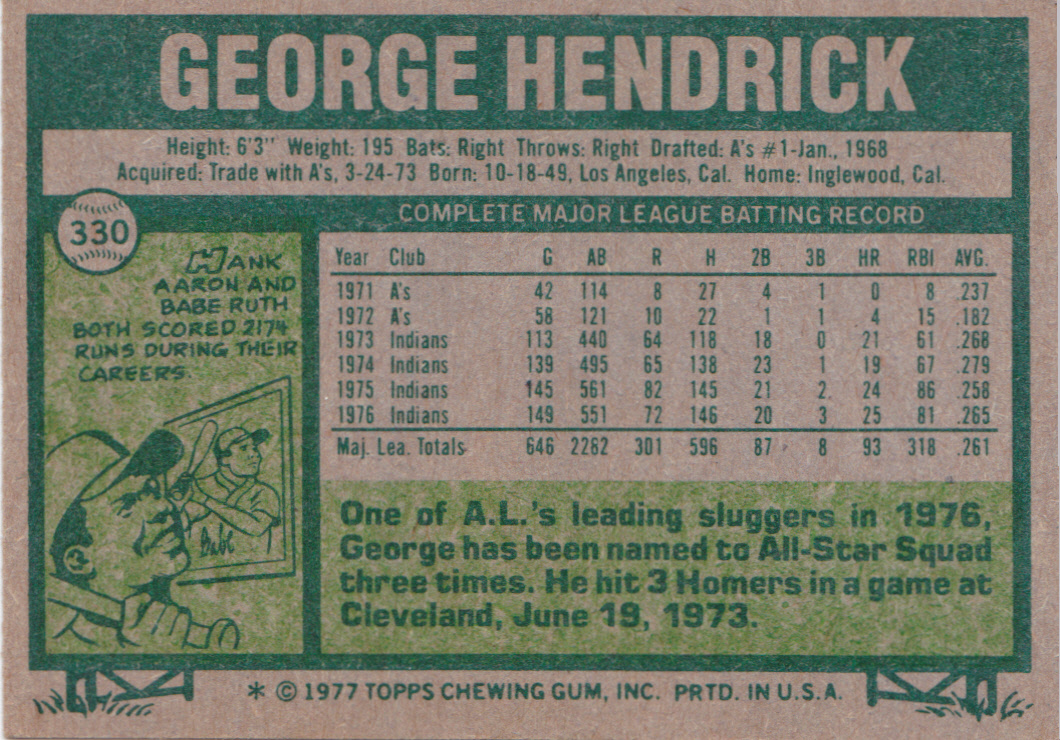 GEORGE HENDRICK
Height: 6'3" Weight: 195 Bats: Right Throws: Right Drafted: A's #1-Jan., 1968
Acquired: Trade with A's, 3-24-73 Born: 10-18-49, Los Angeles, Cal. Home: Inglewood, Cal.
330
HANK
AARON AND
BABE RUTH
BOTH SCORED 2174
RUNS DURING THEIR
CAREERS.
Babe
COMPLETE MAJOR LEAGUE BATTING RECORD
Year Club G AB R H 2B 3B HR RBI AVG.
1971 A's 42 114 8 27 4 1 0 8 .237
1972 A's 58 121 10 22 1 1 4 15 .182
1973 Indians 113 440 64 118 18 0 21 61 .268
1974 Indians 139 495 65 138 23 1 19 67 .279
1975 Indians 145 561 82 145 21 2 24 86 .258
1976 Indians 149 551 72 146 20 3 25 81 .265
Maj. Lea. Totals 646 2282 301 596 87 8 93 318 .261
One of A.L.'s leading sluggers in 1976,
George has been named to All-Star Squad
three times. He hit 3 Homers in a game at
Cleveland, June 19, 1973.
* © 1977 TOPPS CHEWING GUM, INC. PRTD. IN U.S.A.